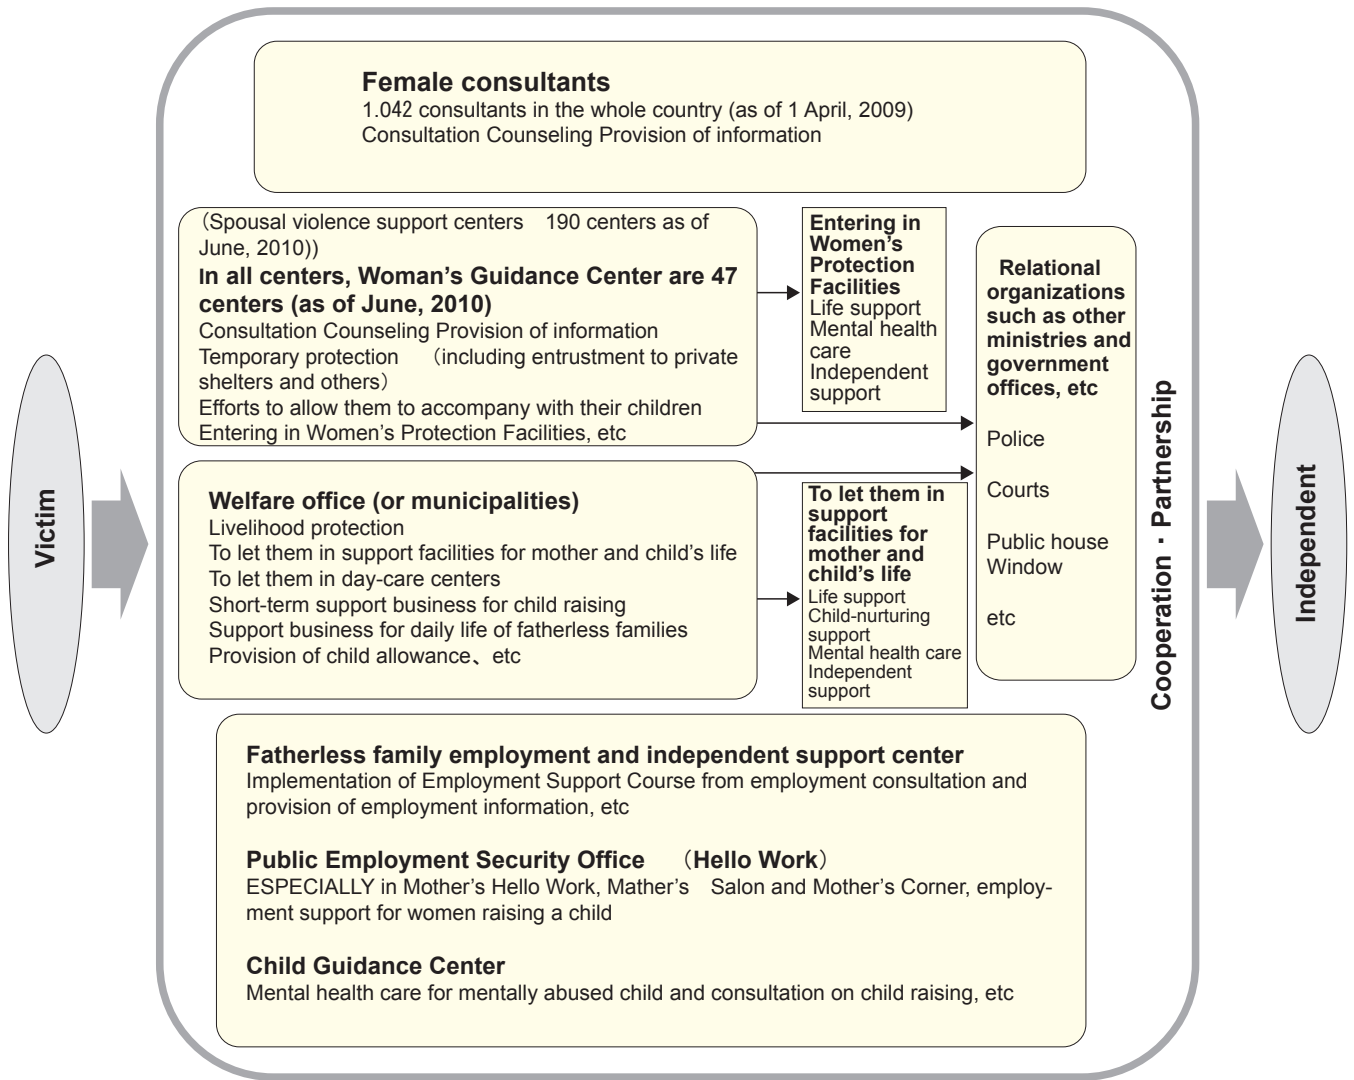 Female consultants
1.042 consultants in the whole country (as of 1 April, 2009)
Consultation Counseling Provision of information
（Spousal violence support centers　190 centers as of
June, 2010))
In all centers, Woman's Guidance Center are 47
centers (as of June, 2010)
Consultation Counseling Provision of information
Temporary protection　（including entrustment to private
shelters and others）
Efforts to allow them to accompany with their children
Entering in Women's Protection Facilities, etc
Entering in
Women's
Protection
Facilities
Life support
Mental health
care
Independent
support
Relational
organizations
such as other
ministries and
government
offices, etc
Police
Courts
Public house
Window
etc
Victim
Welfare office (or municipalities)
Livelihood protection
To let them in support facilities for mother and child's life
To let them in day-care centers
Short-term support business for child raising
Support business for daily life of fatherless families
Provision of child allowance、etc
To let them in
support
facilities for
mother and
child's life
Life support
Child-nurturing
support
Mental health care
Independent
support
Cooperation・Partnership
Independent
Fatherless family employment and independent support center
Implementation of Employment Support Course from employment consultation and
provision of employment information, etc
Public Employment Security Office　（Hello Work）
ESPECIALLY in Mother's Hello Work, Mather's　Salon and Mother's Corner, employ-
ment support for women raising a child
Child Guidance Center
Mental health care for mentally abused child and consultation on child raising, etc